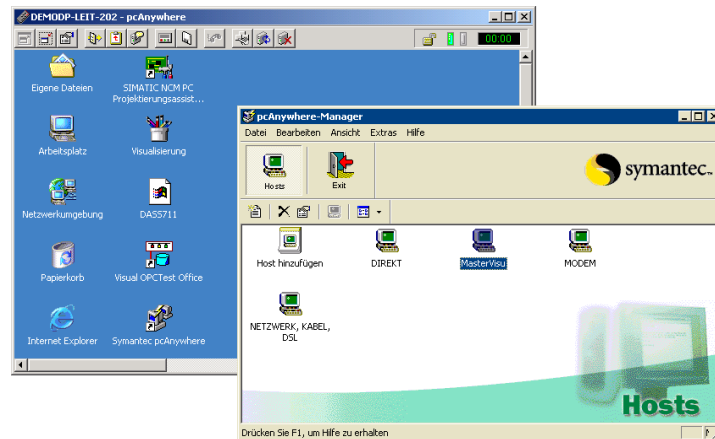 DEMODP-LEIT-202 - pcAnywhere
00:00
Eigene Dateien
SIMATIC NCM PC
Projektierungsassist...
Arbeitsplatz
Visualisierung
Netzwerkumgebung
DASS711
Papierkorb
Visual OPCTest Office
Internet Explorer
Symantec pcAnywhere
pcAnywhere-Manager
Datei Bearbeiten Ansicht Extras Hilfe
Hosts
Exit
symantec.
Host hinzufügen
DIREKT
MasterVisu
MODEM
NETZWERK, KABEL,
DSL
Hosts
Drücken Sie F1, um Hilfe zu erhalten